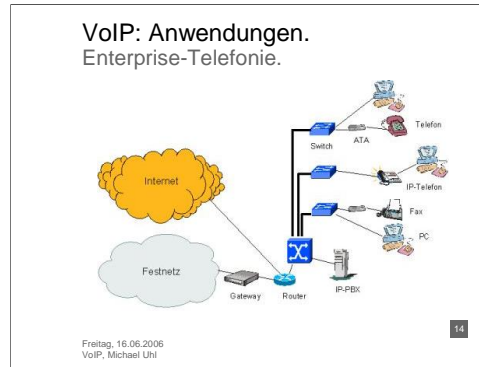 VoIP: Anwendungen.
Enterprise-Telefonie.
Switch
ATA
Telefon
Internet
IP-Telefon
Fax
PC
Festnetz
Gateway
Router
IP-PBX
14
Freitag, 16.06.2006
VoIP, Michael Uhl